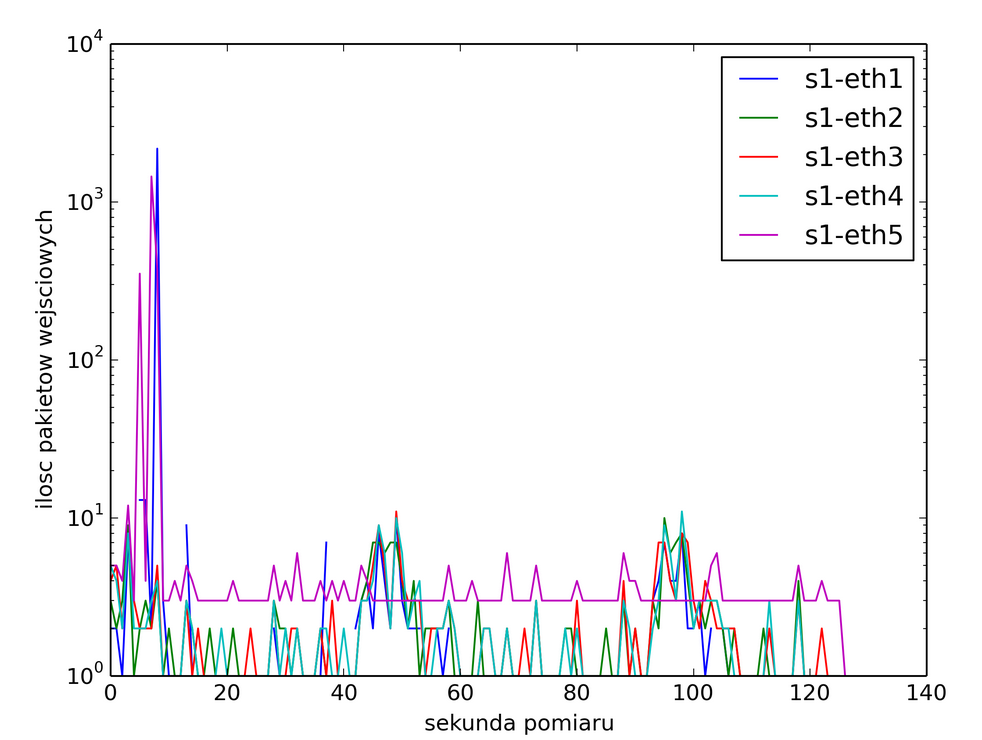 10^4
10^3
10^2
10^1
10^0
ilosc pakietow wejsciowych
s1-eth1
s1-eth2
s1-eth3
s1-eth4
s1-eth5
0 20 40 60 80 100 120 140
sekunda pomiaru